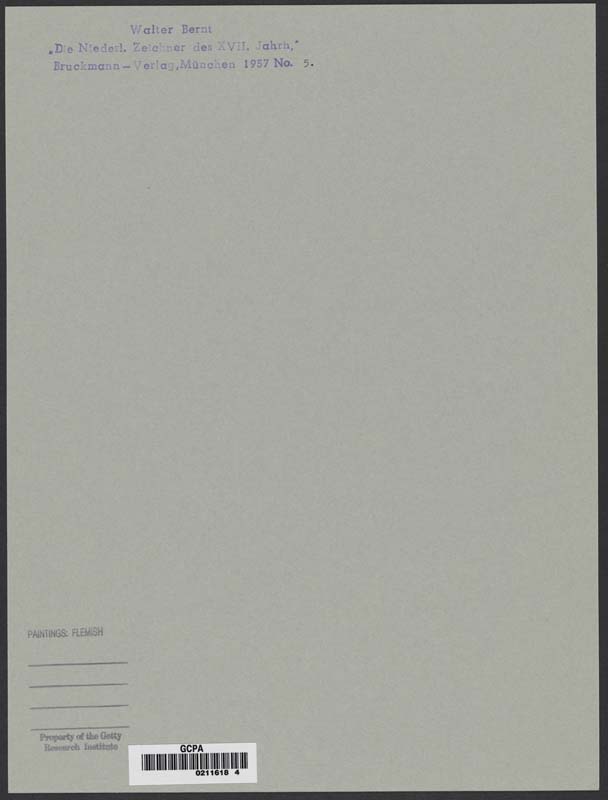 Walter Bernt
„Die Niederl. Zeichner des XVII. Jahrh,"
Bruckmann—Verlag, München 1957 No. 5.
PAINTINGS: FLEMISH
Property of the Getty
Research Institute
GCPA
0211618 4